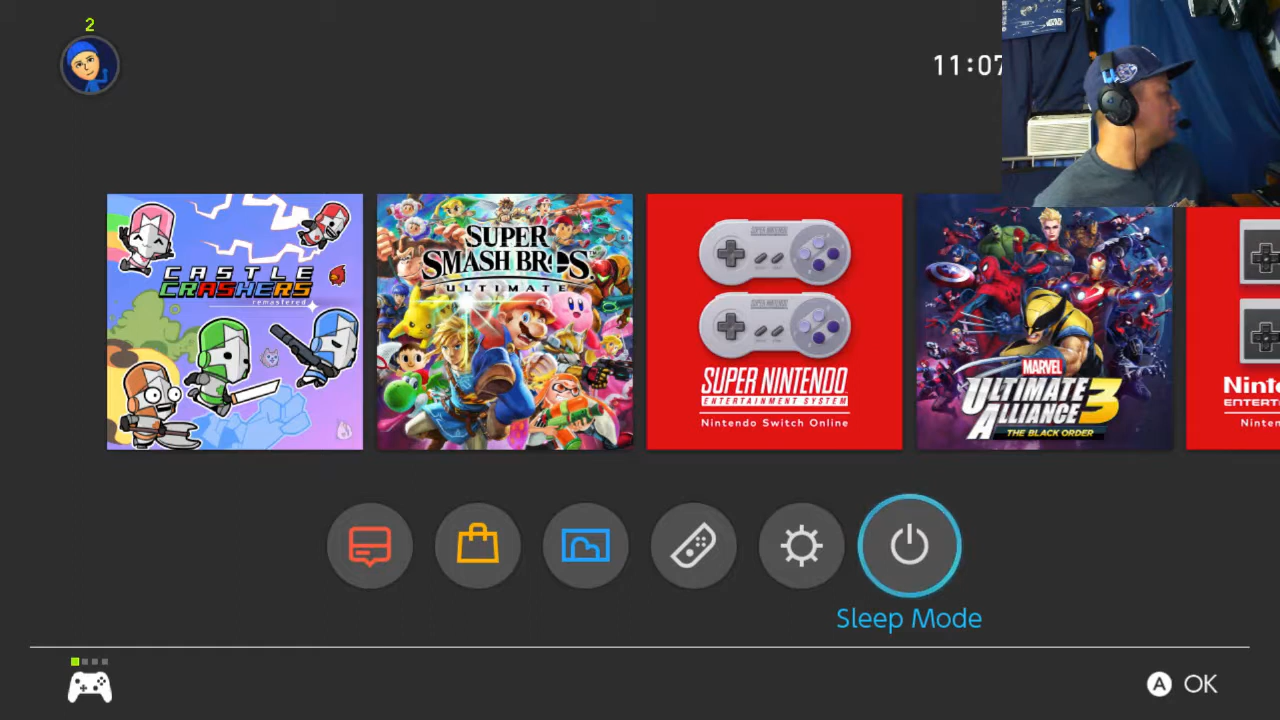 2
11:07
CASTLE
CRASHERS
remastered
SUPER
SMASH BROS.
ULTIMATE
SUPER NINTENDO
ENTERTAINMENT SYSTEM
Nintendo Switch Online
MARVEL
ULTIMATE
ALLIANCE 3
THE BLACK ORDER
Sleep Mode
A OK